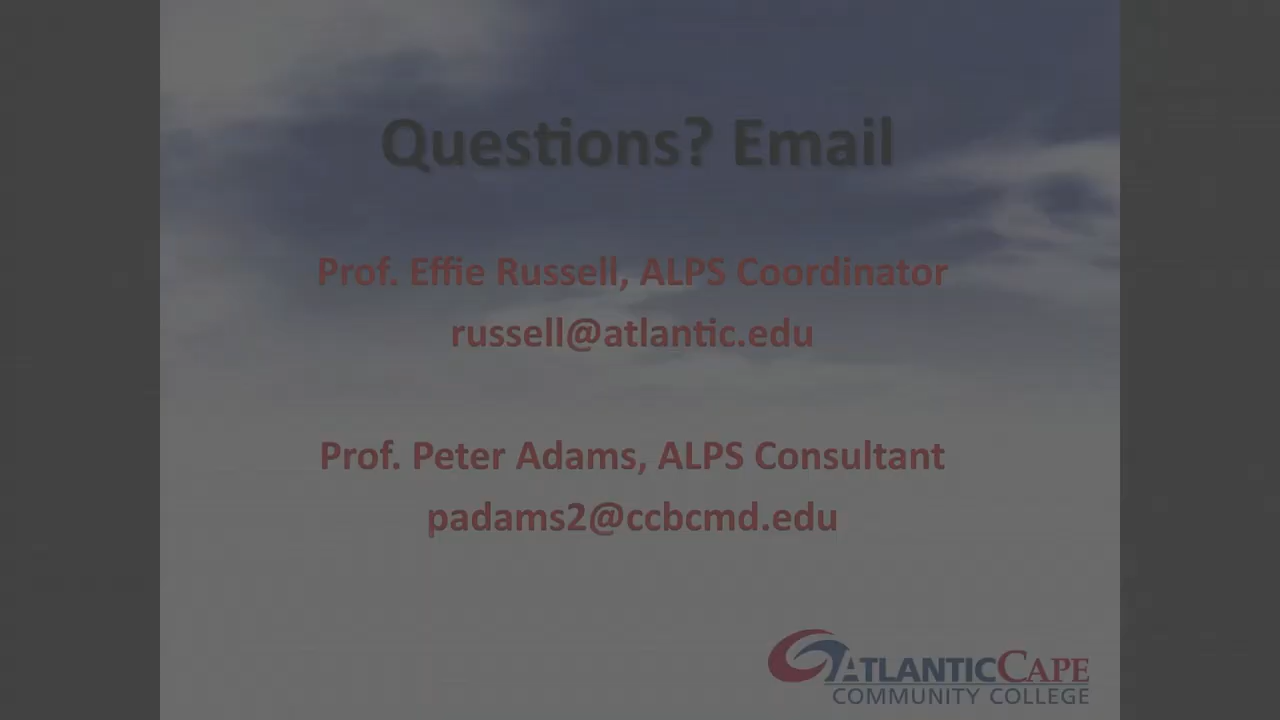 Questions? Email
Prof. Effie Russell, ALPS Coordinator
russell@atlantic.edu
Prof. Peter Adams, ALPS Consultant
padams2@ccbcmd.edu
ATLANTICCAPE
COMMUNITY COLLEGE